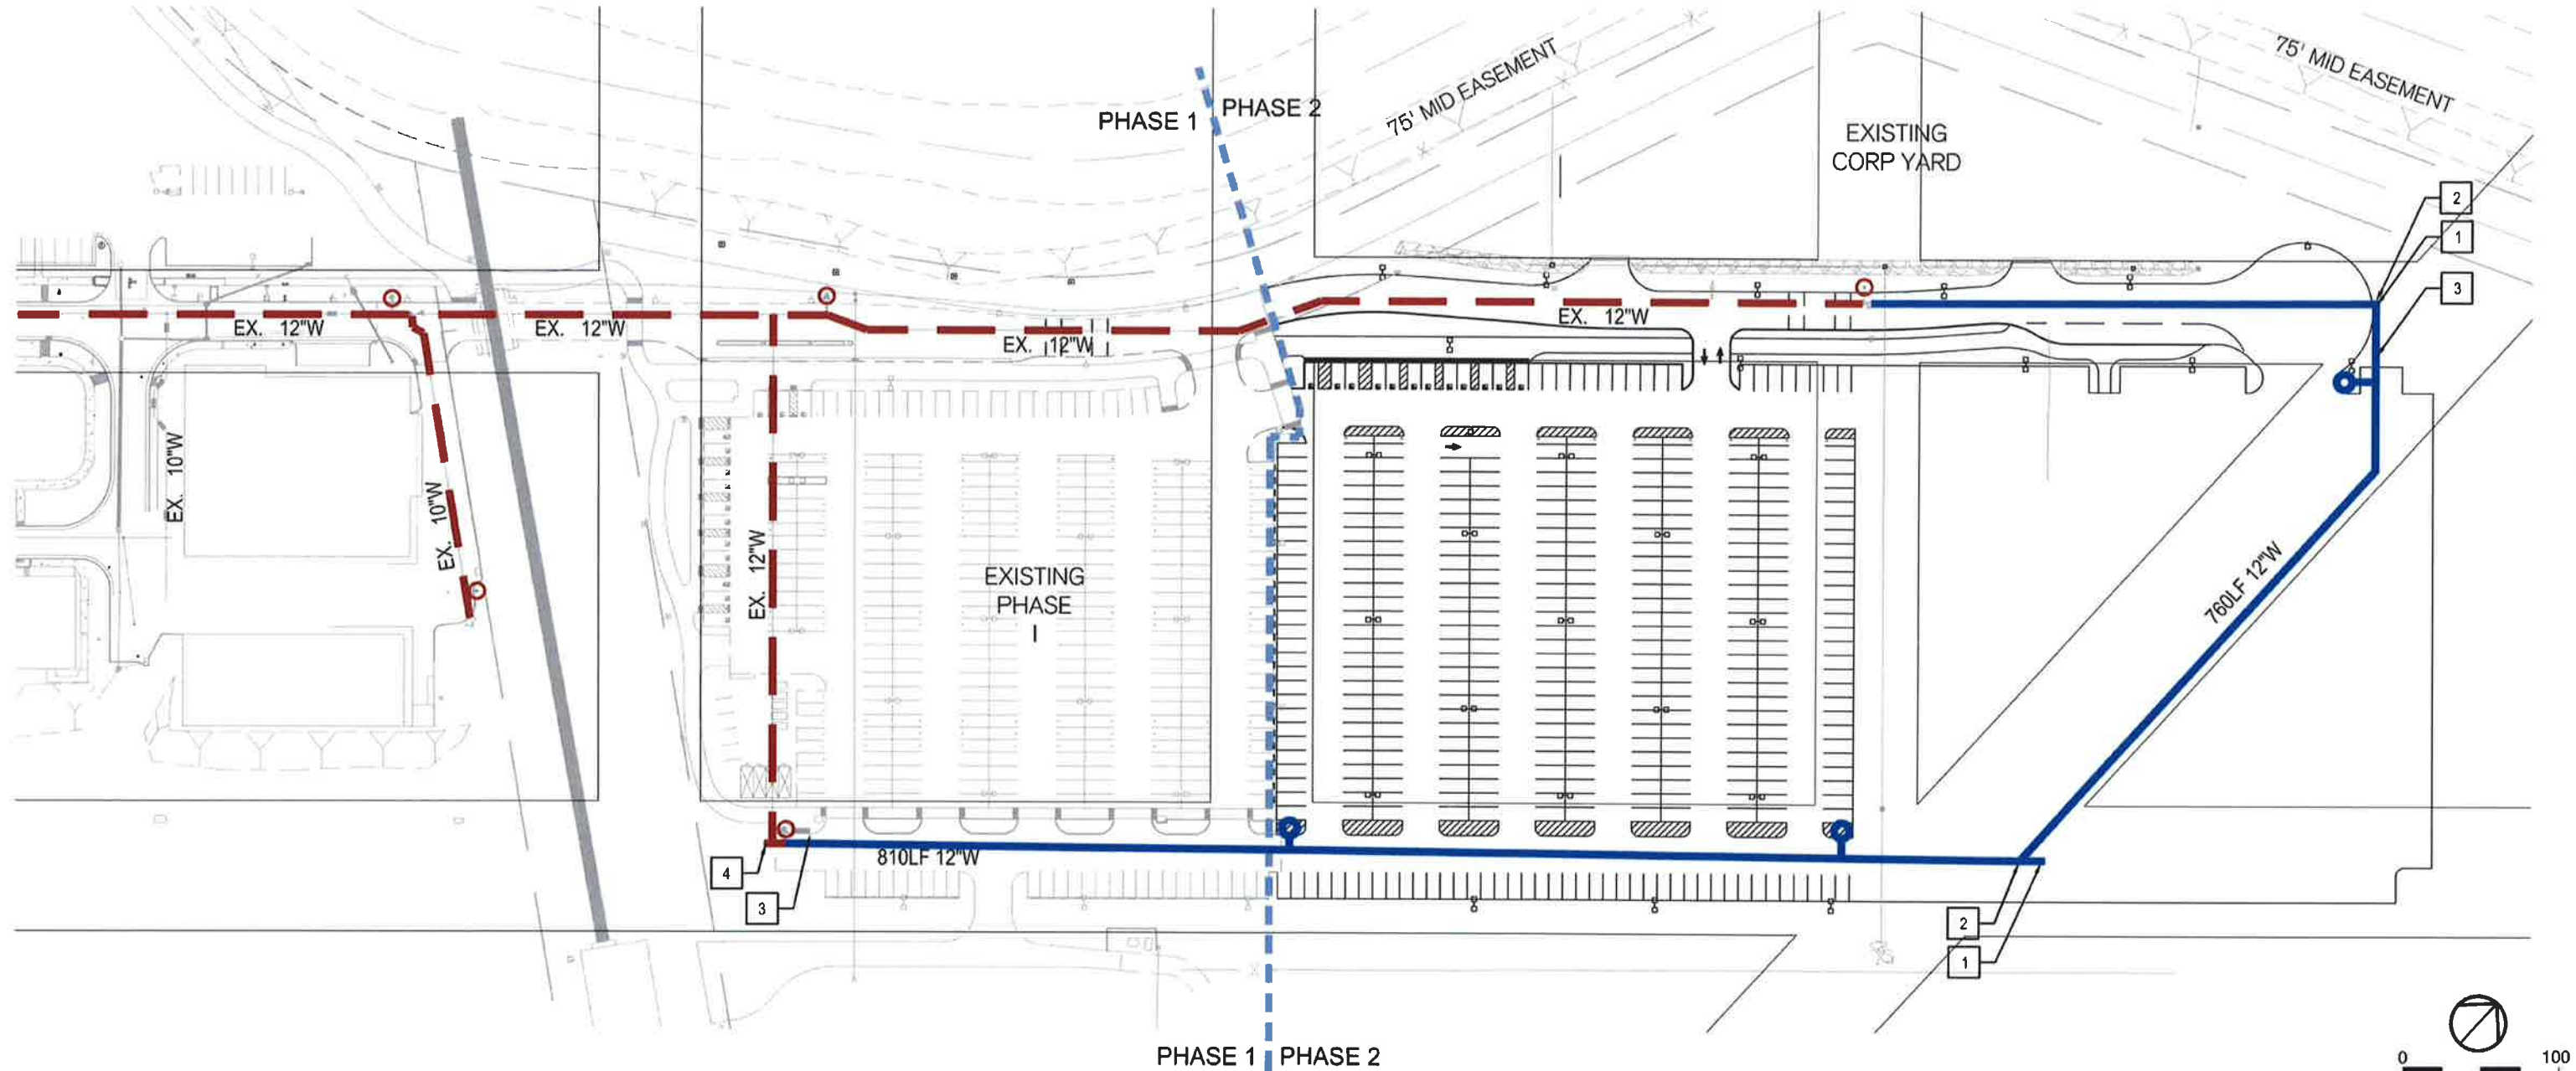 75' MID EASEMENT
75' MID EASEMENT
PHASE 1
PHASE 2
EXISTING
CORP YARD
2
1
3
EX. 12"W
EX. 12"W
EX. 12"W
EX. 12"W
EX. 10"W
EX. 10"W
EX. 12"W
EXISTING
PHASE
I
760LF 12"W
810LF 12"W
4
3
2
1
PHASE 1
PHASE 2
0
100